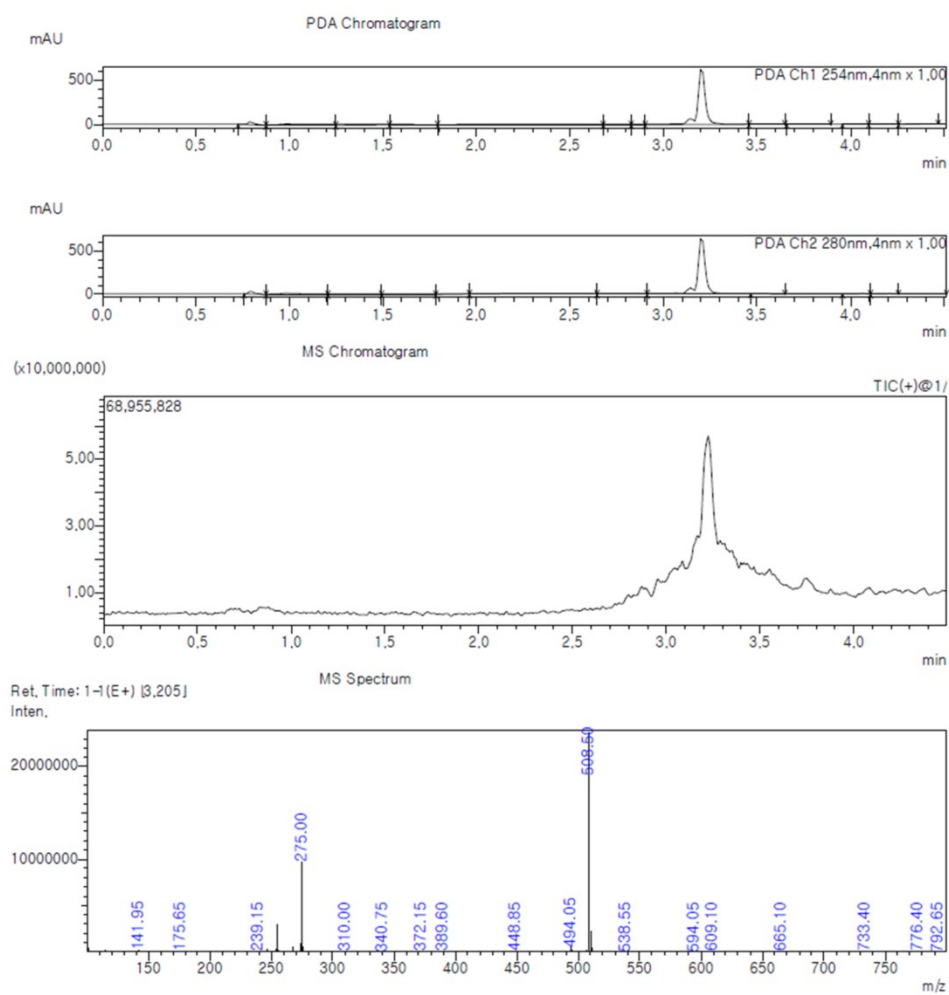 PDA Chromatogram
mAU
PDA Ch1 254nm,4nm x 1.00
500
0
0.0 0.5 1.0 1.5 2.0 2.5 3.0 3.5 4.0
min
mAU
PDA Ch2 280nm,4nm x 1.00
500
0
0.0 0.5 1.0 1.5 2.0 2.5 3.0 3.5 4.0
min
MS Chromatogram
(x10,000,000)
TIC(+)@1/
68,955,828
5.00
3.00
1.00
0.0 0.5 1.0 1.5 2.0 2.5 3.0 3.5 4.0
min
MS Spectrum
Ret. Time: 1-1(E+) [3.205]
Inten.
20000000
10000000
141.95 175.65 239.15 275.00 310.00 340.75 372.15 389.60 448.85 494.05 508.50 538.55 594.05 609.10 665.10 733.40 776.40 792.65
150 200 250 300 350 400 450 500 550 600 650 700 750
m/z